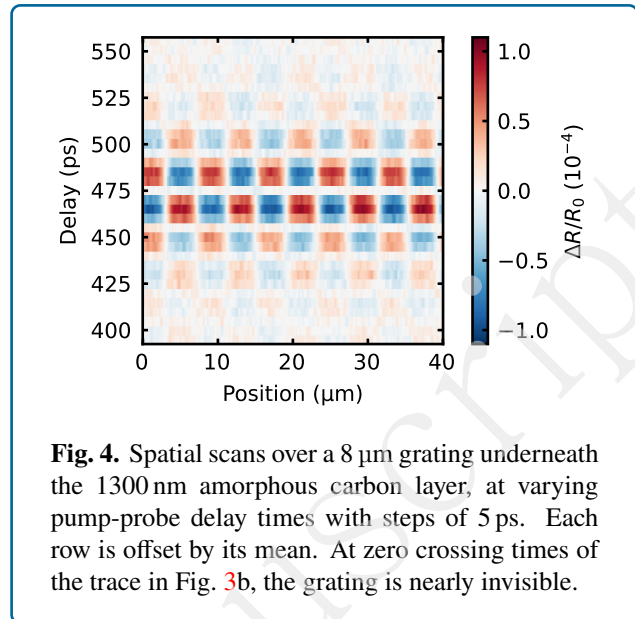 550
525
500
475
450
425
400
Delay (ps)
0 10 20 30 40
Position (µm)
1.0
0.5
0.0
−0.5
−1.0
ΔR/R₀ (10⁻⁴)
Fig. 4. Spatial scans over a 8 µm grating underneath
the 1300 nm amorphous carbon layer, at varying
pump-probe delay times with steps of 5 ps. Each
row is offset by its mean. At zero crossing times of
the trace in Fig. 3b, the grating is nearly invisible.